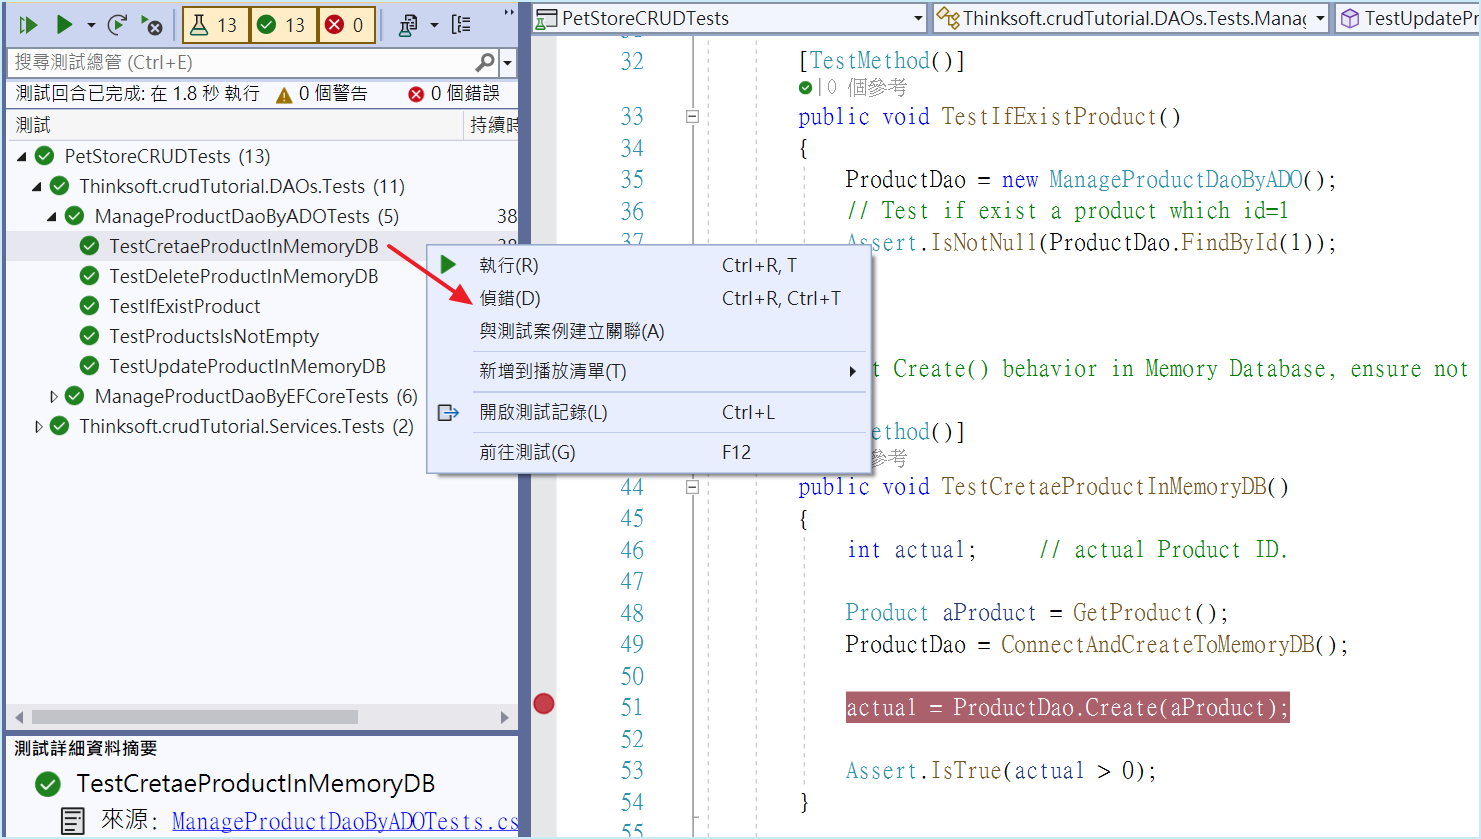 13 13 0
搜尋測試總管 (Ctrl+E)
測試回合已完成: 在 1.8 秒 執行 0 個警告 0 個錯誤
測試 持續時
PetStoreCRUDTests (13)
Thinksoft.crudTutorial.DAOs.Tests (11)
ManageProductDaoByADOTests (5) 38
TestCretaeProductInMemoryDB
TestDeleteProductInMemoryDB
TestIfExistProduct
TestProductsIsNotEmpty
TestUpdateProductInMemoryDB
ManageProductDaoByEFCoreTests (6)
Thinksoft.crudTutorial.Services.Tests (2)
測試詳細資料摘要
TestCretaeProductInMemoryDB
來源: ManageProductDaoByADOTests.cs
執行(R) Ctrl+R, T
偵錯(D) Ctrl+R, Ctrl+T
與測試案例建立關聯(A)
新增到播放清單(T)
開啟測試記錄(L) Ctrl+L
前往測試(G) F12
PetStoreCRUDTests Thinksoft.crudTutorial.DAOs.Tests.Manag TestUpdatePr
32 [TestMethod()]
0 個參考
33 public void TestIfExistProduct()
34 {
35 ProductDao = new ManageProductDaoByADO();
36 // Test if exist a product which id=1
37 Assert.IsNotNull(ProductDao.FindById(1));
t Create() behavior in Memory Database, ensure not
ethod()]
參考
44 public void TestCretaeProductInMemoryDB()
45 {
46 int actual; // actual Product ID.
47
48 Product aProduct = GetProduct();
49 ProductDao = ConnectAndCreateToMemoryDB();
50
51 actual = ProductDao.Create(aProduct);
52
53 Assert.IsTrue(actual > 0);
54 }
55